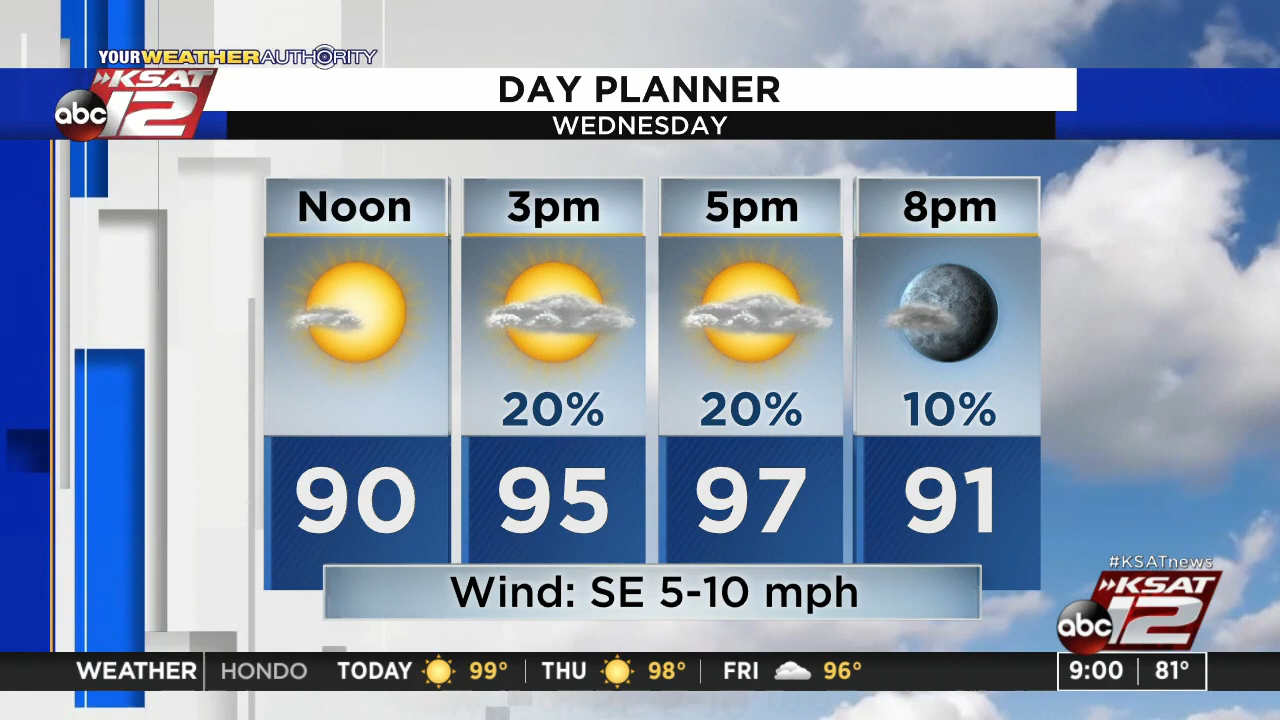 YOURWEATHERAUTHORITY
KSAT
abc 12
DAY PLANNER
WEDNESDAY
Noon 3pm 5pm 8pm
20% 20% 10%
90 95 97 91
Wind: SE 5-10 mph
#KSATnews
KSAT
abc 12
WEATHER HONDO TODAY 99° THU 98° FRI 96° 9:00 81°